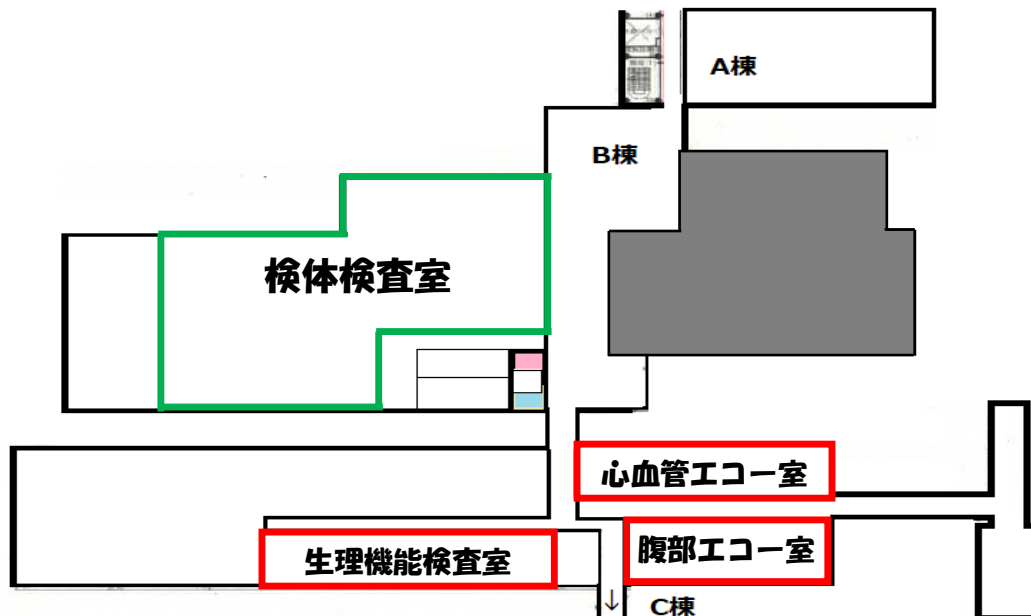 A棟
B棟
検体検査室
心血管エコー室
腹部エコー室
生理機能検査室
↓
C棟